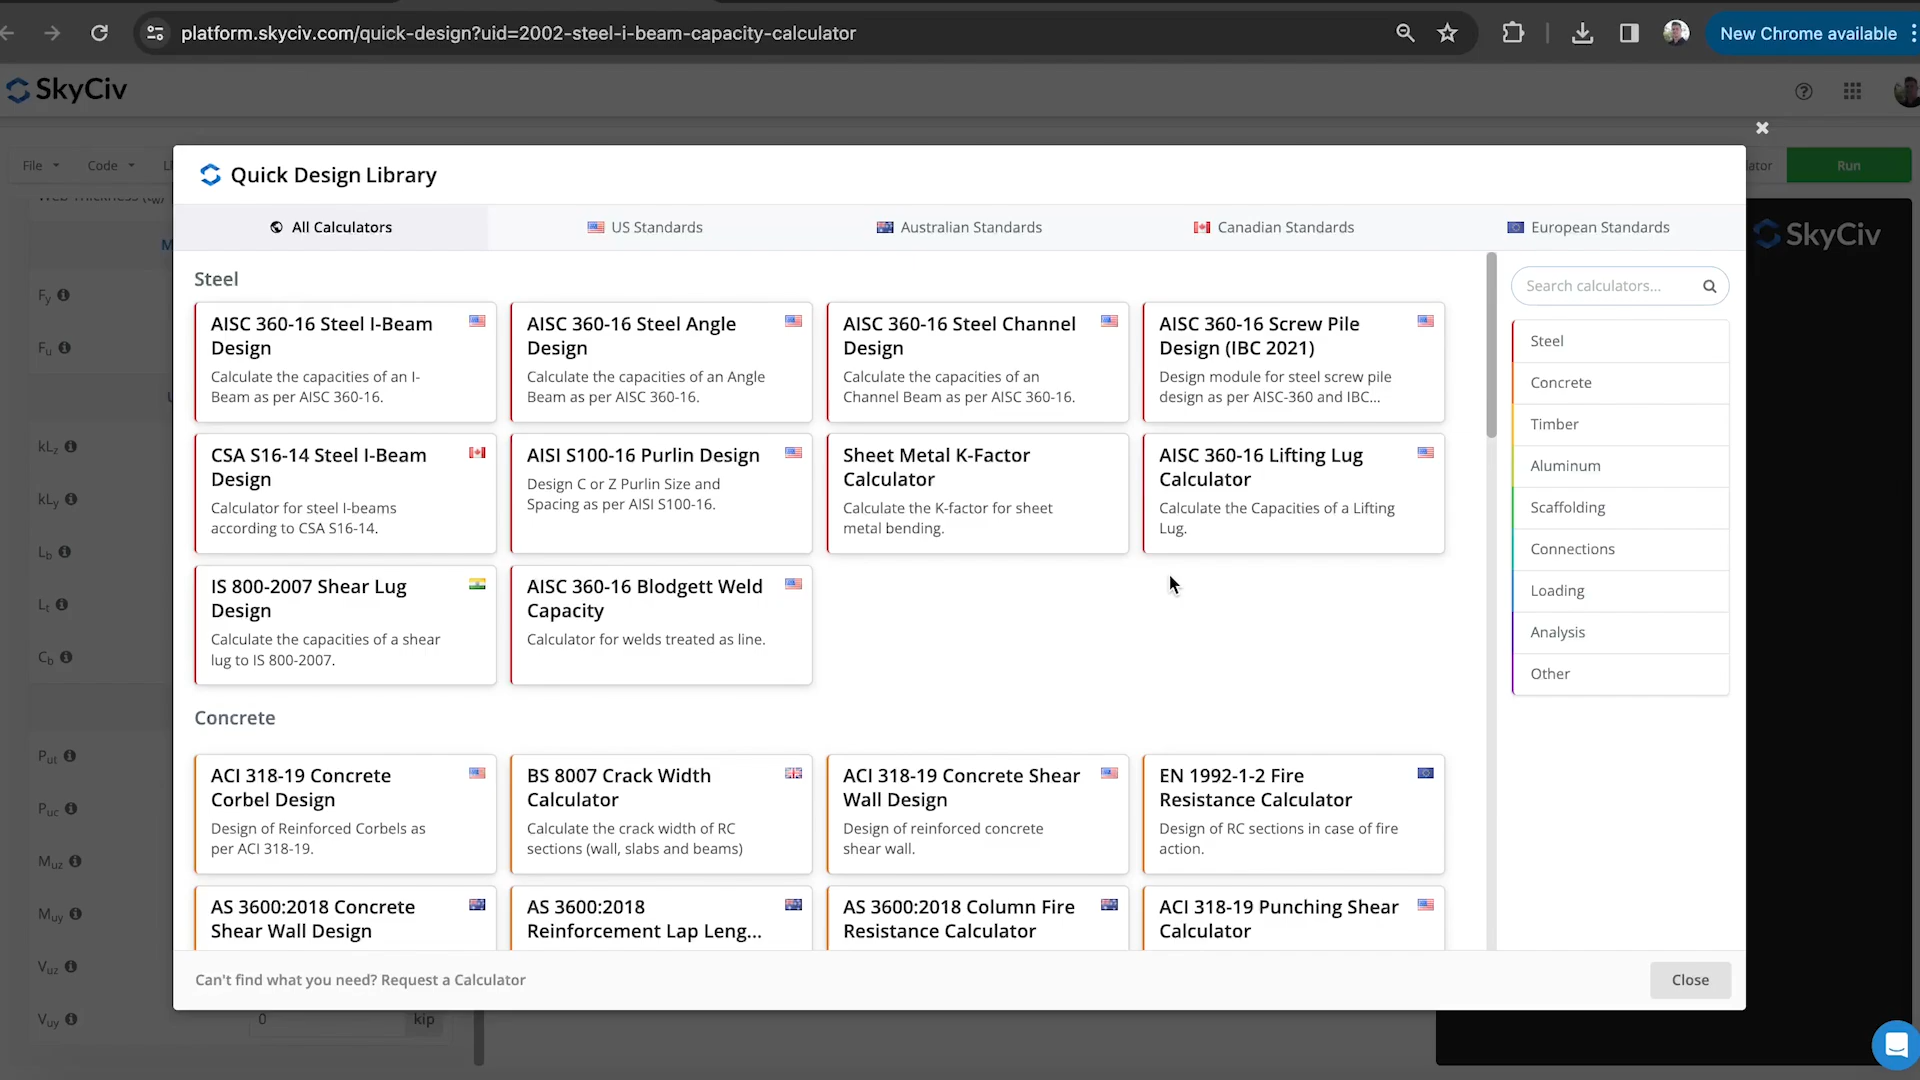 platform.skyciv.com/quick-design?uid=2002-steel-i-beam-capacity-calculator
New Chrome available
SkyCiv
File
Code
Run
Quick Design Library
All Calculators
US Standards
Australian Standards
Canadian Standards
European Standards
SkyCiv
Steel
AISC 360-16 Steel I-Beam
Design
Calculate the capacities of an I-
Beam as per AISC 360-16.
AISC 360-16 Steel Angle
Design
Calculate the capacities of an Angle
Beam as per AISC 360-16.
AISC 360-16 Steel Channel
Design
Calculate the capacities of an
Channel Beam as per AISC 360-16.
AISC 360-16 Screw Pile
Design (IBC 2021)
Design module for steel screw pile
design as per AISC-360 and IBC...
CSA S16-14 Steel I-Beam
Design
Calculator for steel I-beams
according to CSA S16-14.
AISI S100-16 Purlin Design
Design C or Z Purlin Size and
Spacing as per AISI S100-16.
Sheet Metal K-Factor
Calculator
Calculate the K-factor for sheet
metal bending.
AISC 360-16 Lifting Lug
Calculator
Calculate the Capacities of a Lifting
Lug.
IS 800-2007 Shear Lug
Design
Calculate the capacities of a shear
lug to IS 800-2007.
AISC 360-16 Blodgett Weld
Capacity
Calculator for welds treated as line.
Concrete
ACI 318-19 Concrete
Corbel Design
Design of Reinforced Corbels as
per ACI 318-19.
BS 8007 Crack Width
Calculator
Calculate the crack width of RC
sections (wall, slabs and beams)
ACI 318-19 Concrete Shear
Wall Design
Design of reinforced concrete
shear wall.
EN 1992-1-2 Fire
Resistance Calculator
Design of RC sections in case of fire
action.
AS 3600:2018 Concrete
Shear Wall Design
AS 3600:2018
Reinforcement Lap Leng...
AS 3600:2018 Column Fire
Resistance Calculator
ACI 318-19 Punching Shear
Calculator
Search calculators...
Steel
Concrete
Timber
Aluminum
Scaffolding
Connections
Loading
Analysis
Other
Can't find what you need? Request a Calculator
Close
Fy
Fu
kLz
kLy
Lb
Lt
Cb
Put
Puc
Muz
Muy
Vuz
Vuy
0
kip